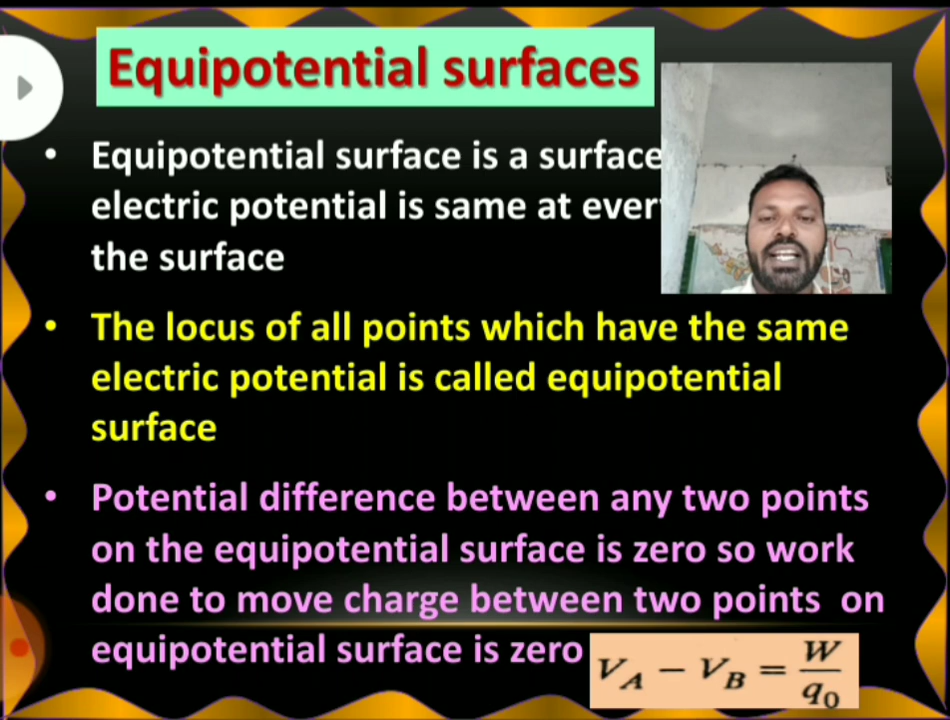 Equipotential surfaces
• Equipotential surface is a surface
electric potential is same at
the surface
• The locus of all points which have the same
electric potential is called equipotential
surface
• Potential difference between any two points
on the equipotential surface is zero so work
done to move charge between two points on
equipotential surface is zero
V_A − V_B = W/q_0